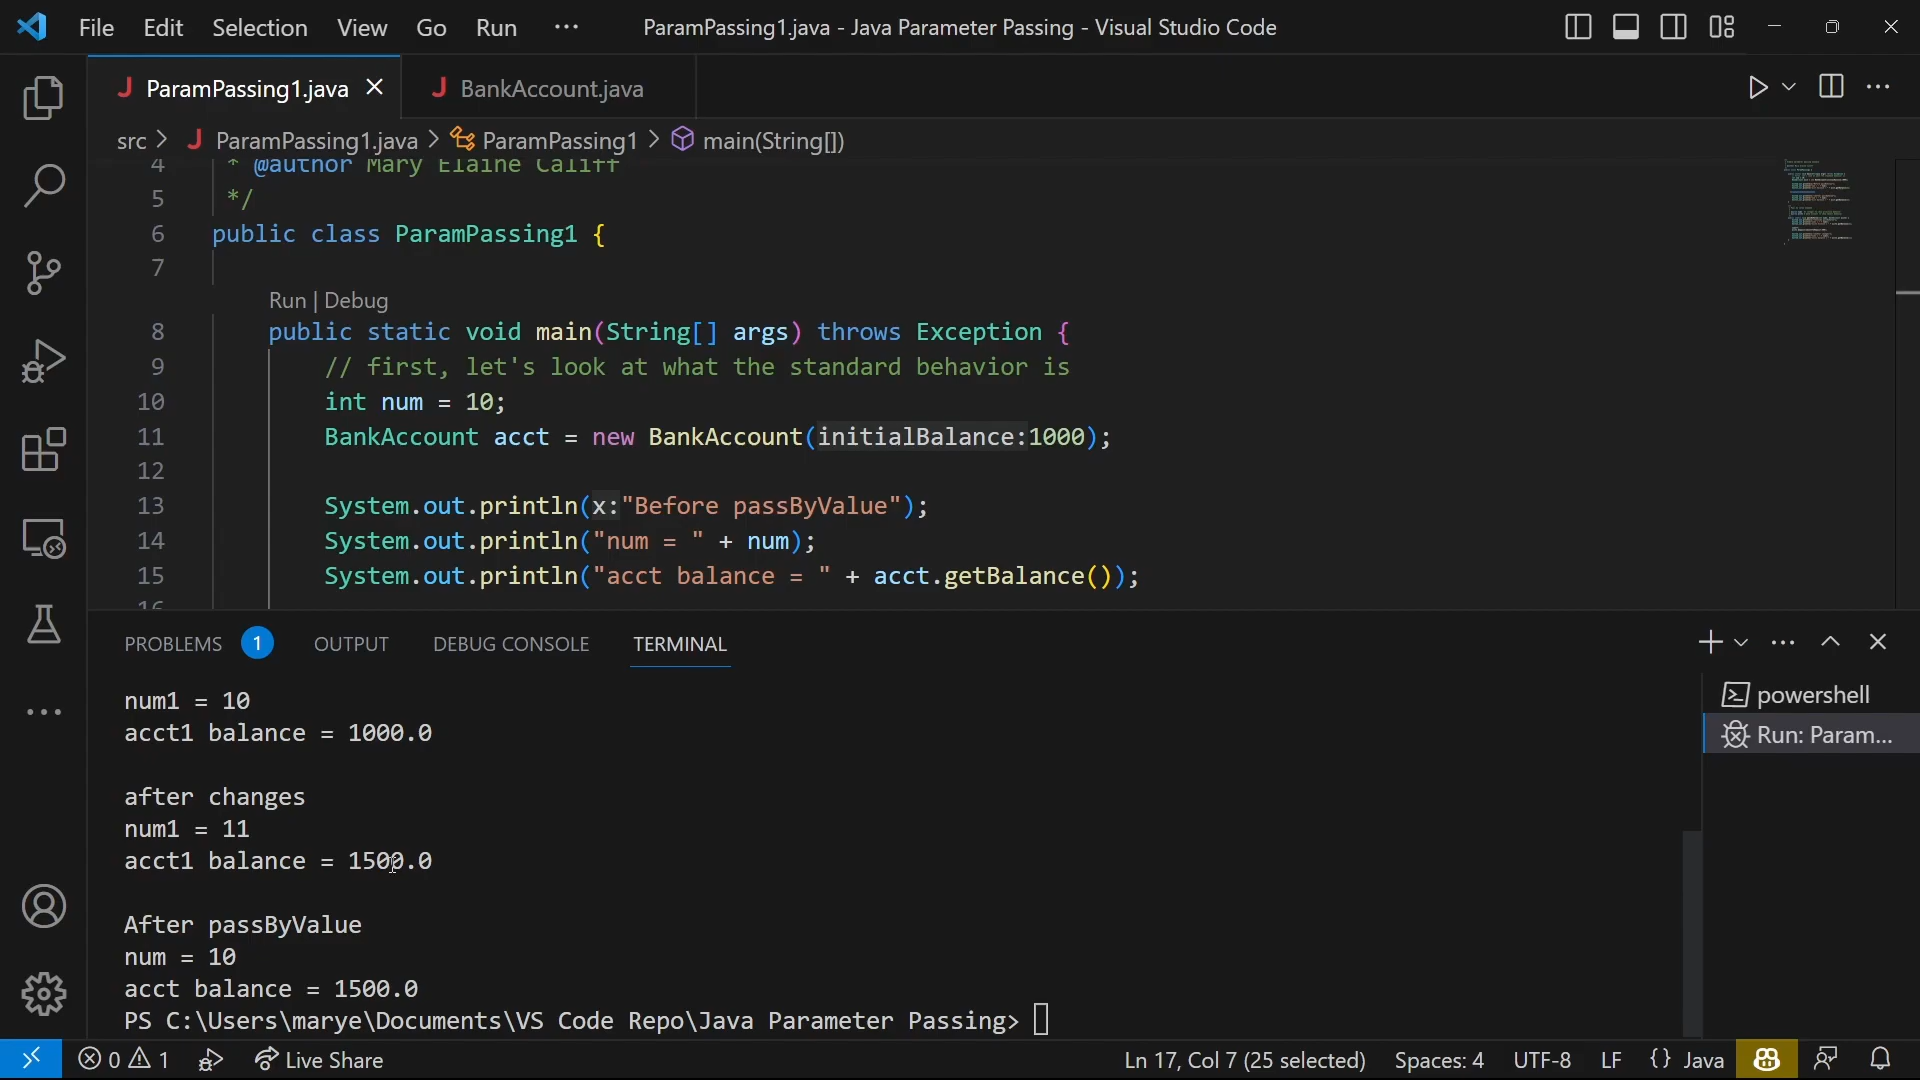 File Edit Selection View Go Run ··· ParamPassing1.java - Java Parameter Passing - Visual Studio Code
J ParamPassing1.java J BankAccount.java
src > J ParamPassing1.java > ParamPassing1 > main(String[])
4 * @author Mary Elaine Califf
5 */
6 public class ParamPassing1 {
7
Run | Debug
8 public static void main(String[] args) throws Exception {
9 // first, let's look at what the standard behavior is
10 int num = 10;
11 BankAccount acct = new BankAccount(initialBalance:1000);
12
13 System.out.println(x:"Before passByValue");
14 System.out.println("num = " + num);
15 System.out.println("acct balance = " + acct.getBalance());
16
PROBLEMS 1 OUTPUT DEBUG CONSOLE TERMINAL
num1 = 10
acct1 balance = 1000.0
after changes
num1 = 11
acct1 balance = 1500.0
After passByValue
num = 10
acct balance = 1500.0
PS C:\Users\marye\Documents\VS Code Repo\Java Parameter Passing>
powershell
Run: Param...
0 1 Live Share Ln 17, Col 7 (25 selected) Spaces: 4 UTF-8 LF {} Java